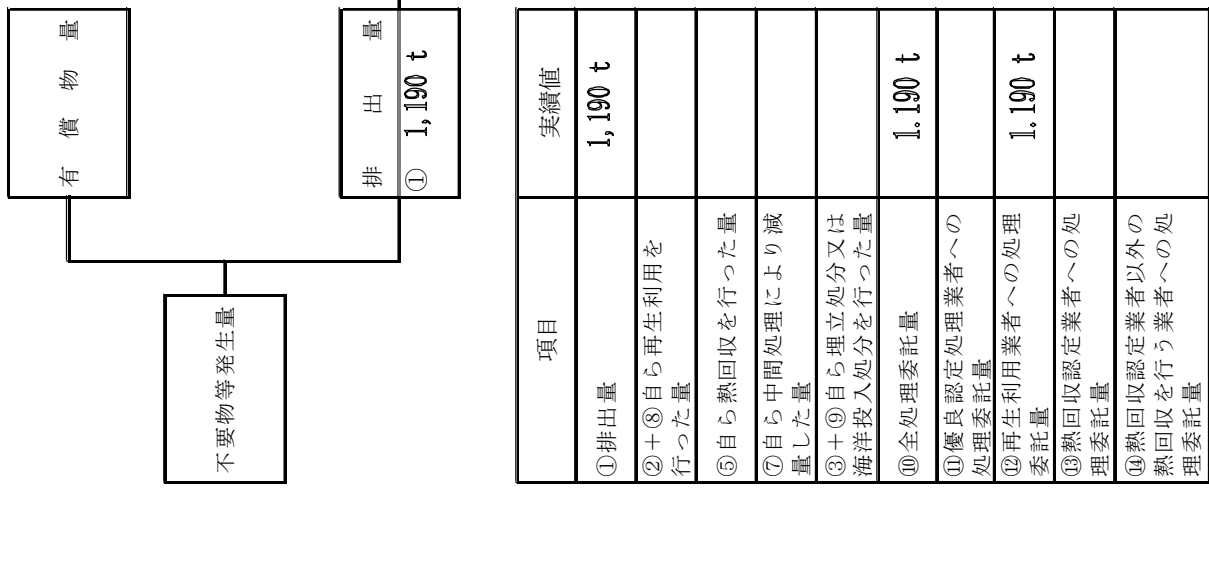 有償物量
排出量
① 1,190 t
不要物等発生量
項目
実績値
①排出量
1,190 t
②＋⑧自ら再生利用を
行った量
⑤自ら熱回収を行った量
⑦自ら中間処理により減
量した量
③＋⑨自ら埋立処分又は
海洋投入処分を行った量
⑩全処理委託量
1.190 t
⑪優良認定処理業者への
処理委託量
⑫再生利用業者への処理
委託量
1.190 t
⑬熱回収認定業者への処
理委託量
⑭熱回収認定業者以外の
熱回収を行う業者への処
理委託量